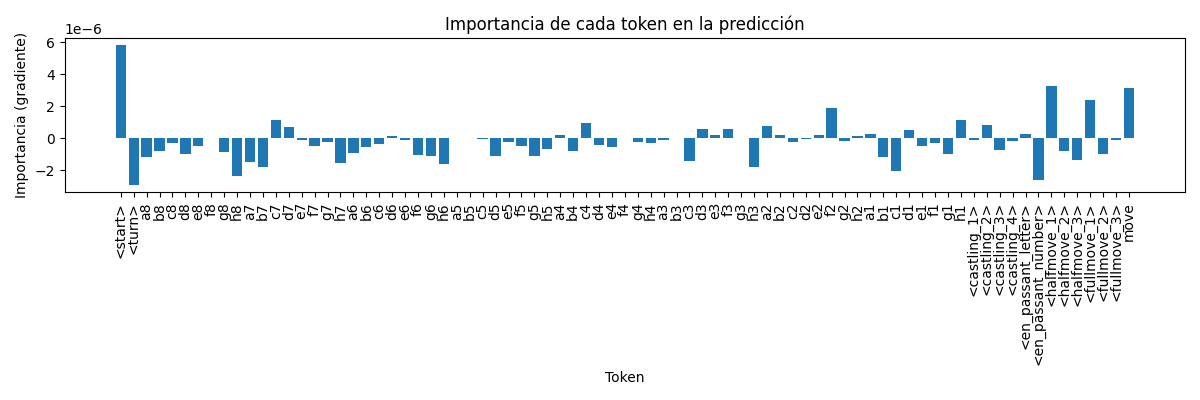 Importancia de cada token en la predicción
1e−6
Importancia (gradiente)
6
4
2
0
−2
<start>
<turn>
a8
b8
c8
d8
e8
f8
g8
h8
a7
b7
c7
d7
e7
f7
g7
h7
a6
b6
c6
d6
e6
f6
g6
h6
a5
b5
c5
d5
e5
f5
g5
h5
a4
b4
c4
d4
e4
f4
g4
h4
a3
b3
c3
d3
e3
f3
g3
h3
a2
b2
c2
d2
e2
f2
g2
h2
a1
b1
c1
d1
e1
f1
g1
h1
<castling_1>
<castling_2>
<castling_3>
<castling_4>
<en_passant_letter>
<en_passant_number>
<halfmove_1>
<halfmove_2>
<halfmove_3>
<fullmove_1>
<fullmove_2>
<fullmove_3>
move
Token